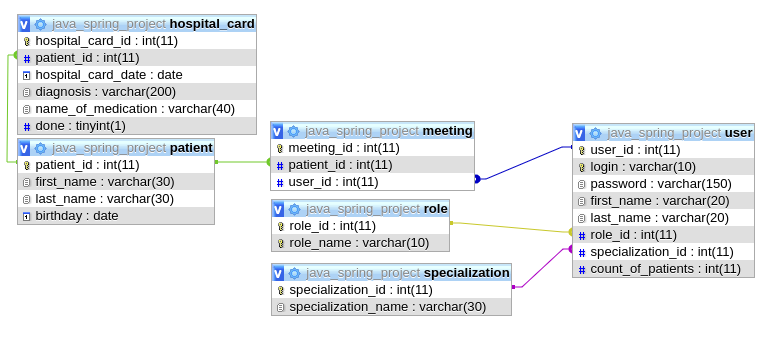 java_spring_project hospital_card
hospital_card_id : int(11)
patient_id : int(11)
hospital_card_date : date
diagnosis : varchar(200)
name_of_medication : varchar(40)
done : tinyint(1)
java_spring_project patient
patient_id : int(11)
first_name : varchar(30)
last_name : varchar(30)
birthday : date
java_spring_project meeting
meeting_id : int(11)
patient_id : int(11)
user_id : int(11)
java_spring_project role
role_id : int(11)
role_name : varchar(10)
java_spring_project specialization
specialization_id : int(11)
specialization_name : varchar(30)
java_spring_project user
user_id : int(11)
login : varchar(10)
password : varchar(150)
first_name : varchar(20)
last_name : varchar(20)
role_id : int(11)
specialization_id : int(11)
count_of_patients : int(11)